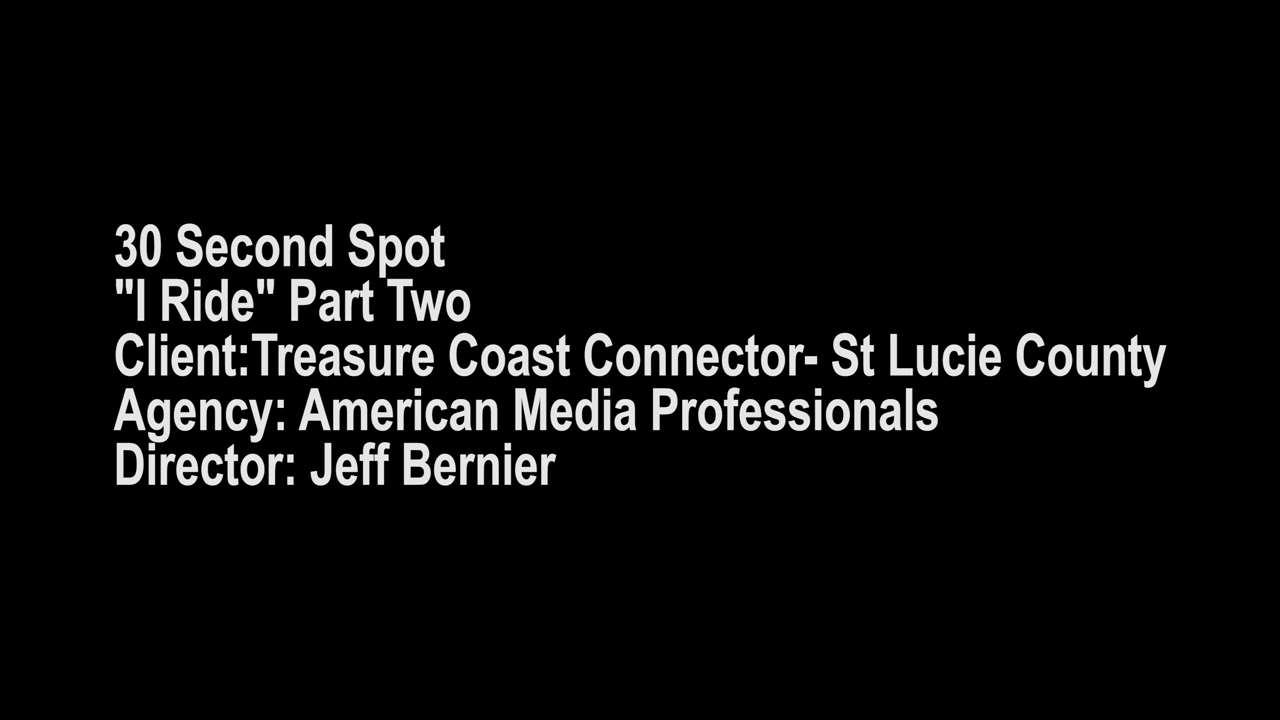 30 Second Spot
"I Ride" Part Two
Client:Treasure Coast Connector- St Lucie County
Agency: American Media Professionals
Director: Jeff Bernier